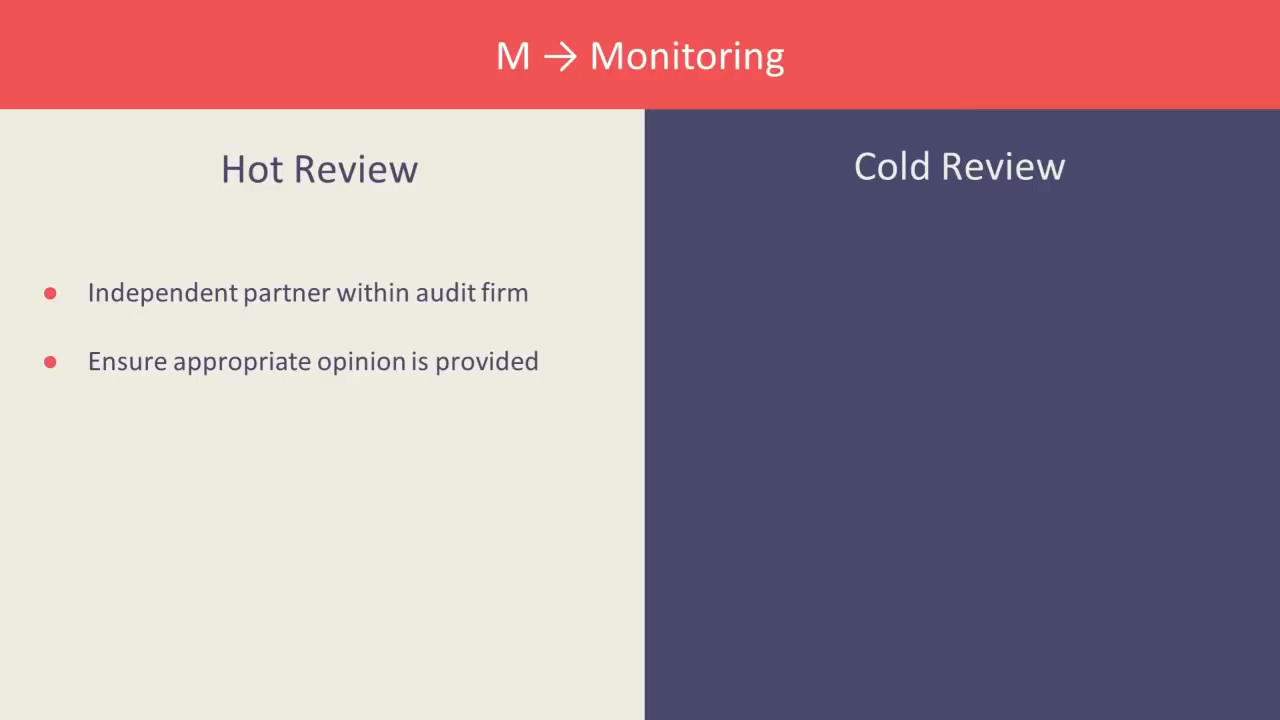 M → Monitoring
Hot Review
• Independent partner within audit firm
• Ensure appropriate opinion is provided
Cold Review